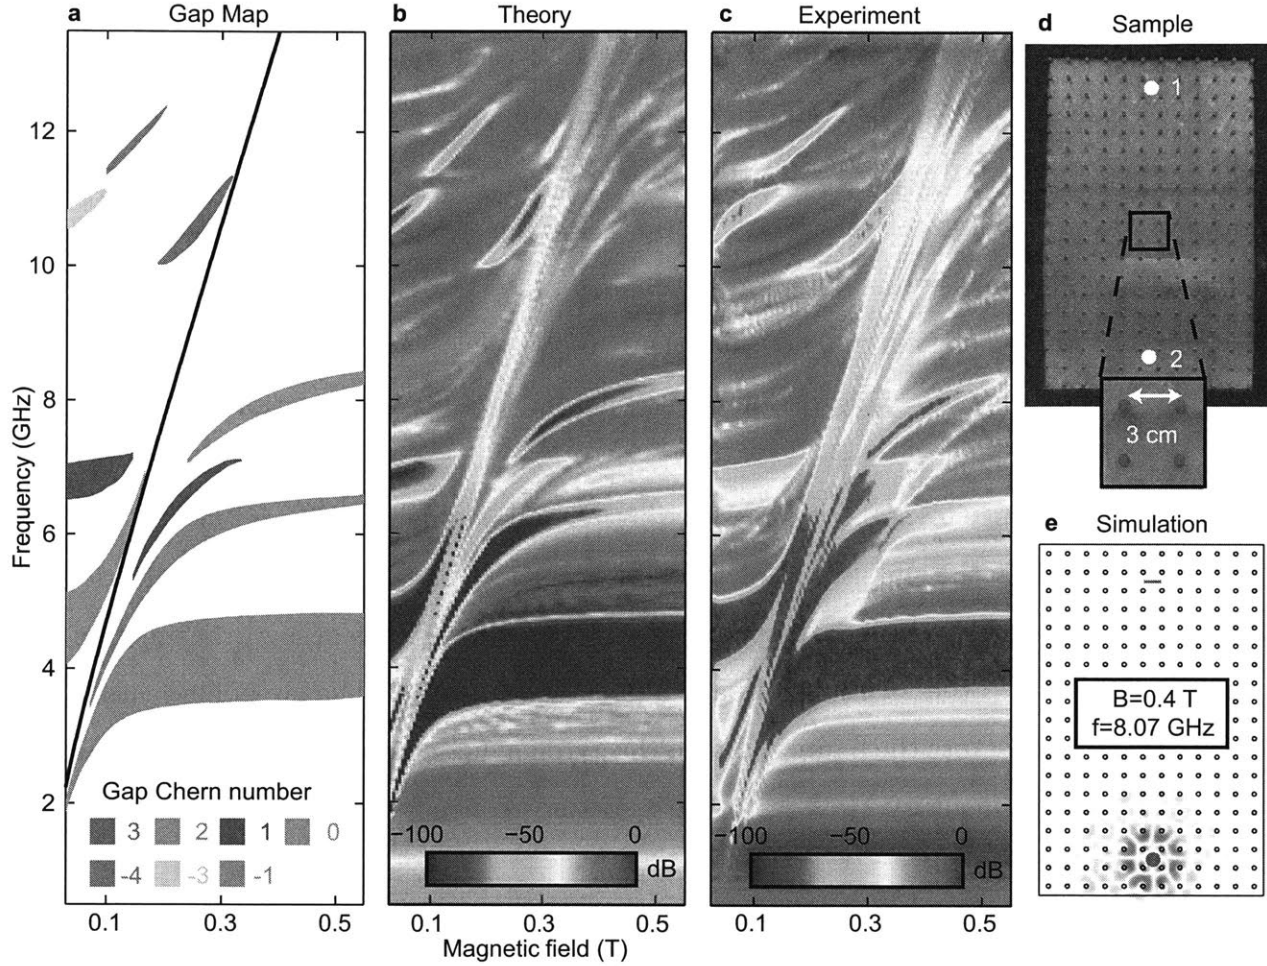 a Gap Map
b Theory
c Experiment
d Sample
12
10
8
6
4
2
Frequency (GHz)
Gap Chern number
3 2 1 0
-4 -3 -1
0.1 0.3 0.5
−100 −50 0
dB
0.1 0.3 0.5
Magnetic field (T)
−100 −50 0
dB
0.1 0.3 0.5
1
2
3 cm
e Simulation
B=0.4 T
f=8.07 GHz